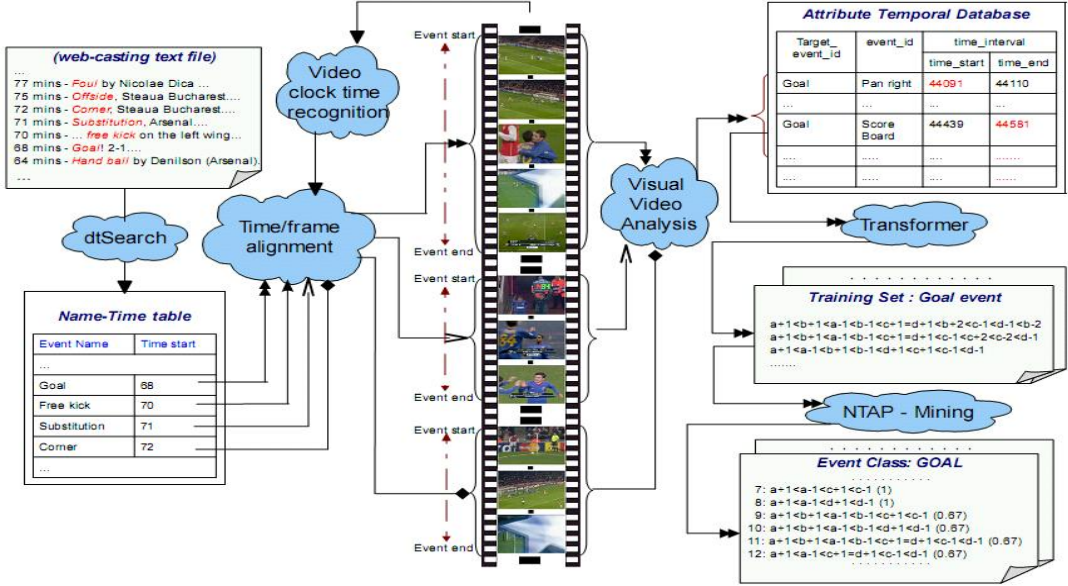 (web-casting text file)
...
77 mins - Foul by Nicolae Dica ...
75 mins - Offside, Steaua Bucharest....
72 mins - Corner, Steaua Bucharest...
71 mins - Substitution, Arsenal....
70 mins - ... free kick on the left wing...
68 mins - Goal! 2-1....
64 mins - Hand ball by Denilson (Arsenal).
...
dtSearch
Name-Time table
Event Name Time start
...
Goal 68
Free kick 70
Substitution 71
Corner 72
...
Video
clock time
recognition
Time/frame
alignment
Event start
Event end
Event start
Event end
Event start
Event end
Visual
Video
Analysis
Attribute Temporal Database
Target_
event_id
event_id
time_interval
time_start time_end
Goal Pan right 44091 44110
... ... ... ...
Goal Score
Board 44439 44581
.... ..... .... .......
.... .... .... ......
Transformer
. . . . . . . . . . . .
Training Set : Goal event
a+1<b+1<a-1<b-1<c+1=d+1<b+2<c-1<d-1<b-2
a+1<b+1<a-1<b-1<c+1=d+1<c-1<c+2<c-2<d-1
a+1<a-1<b+1<b-1<d+1<c+1<c-1<d-1
.......
NTAP - Mining
. . . . . . . . . .
Event Class: GOAL
. . . . . . . . . . .
7: a+1<a-1<c+1<c-1 (1)
8: a+1<a-1<d+1<d-1 (1)
9: a+1<b+1<a-1<b-1<c+1<c-1 (0.67)
10: a+1<b+1<a-1<b-1<d+1<d-1 (0.67)
11: a+1<b+1<a-1<b-1<c+1=d+1<c-1<d-1 (0.67)
12: a+1<a-1<c+1=d+1<c-1<d-1 (0.67)
. . . . . . . . . . .